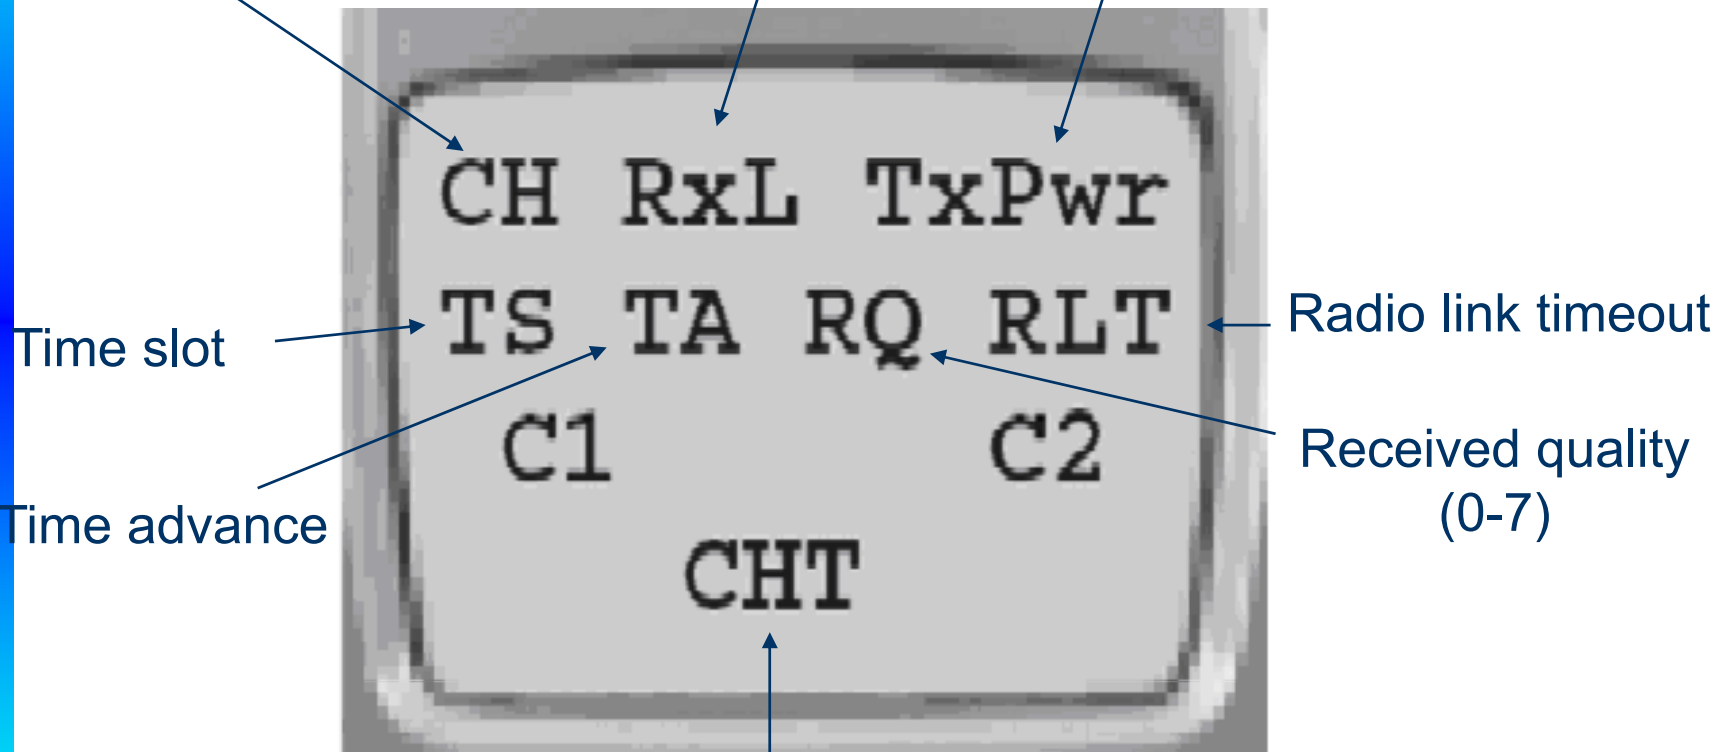 CH RxL TxPwr
TS TA RQ RLT
C1 C2
CHT
Time slot
Time advance
Radio link timeout
Received quality
(0-7)